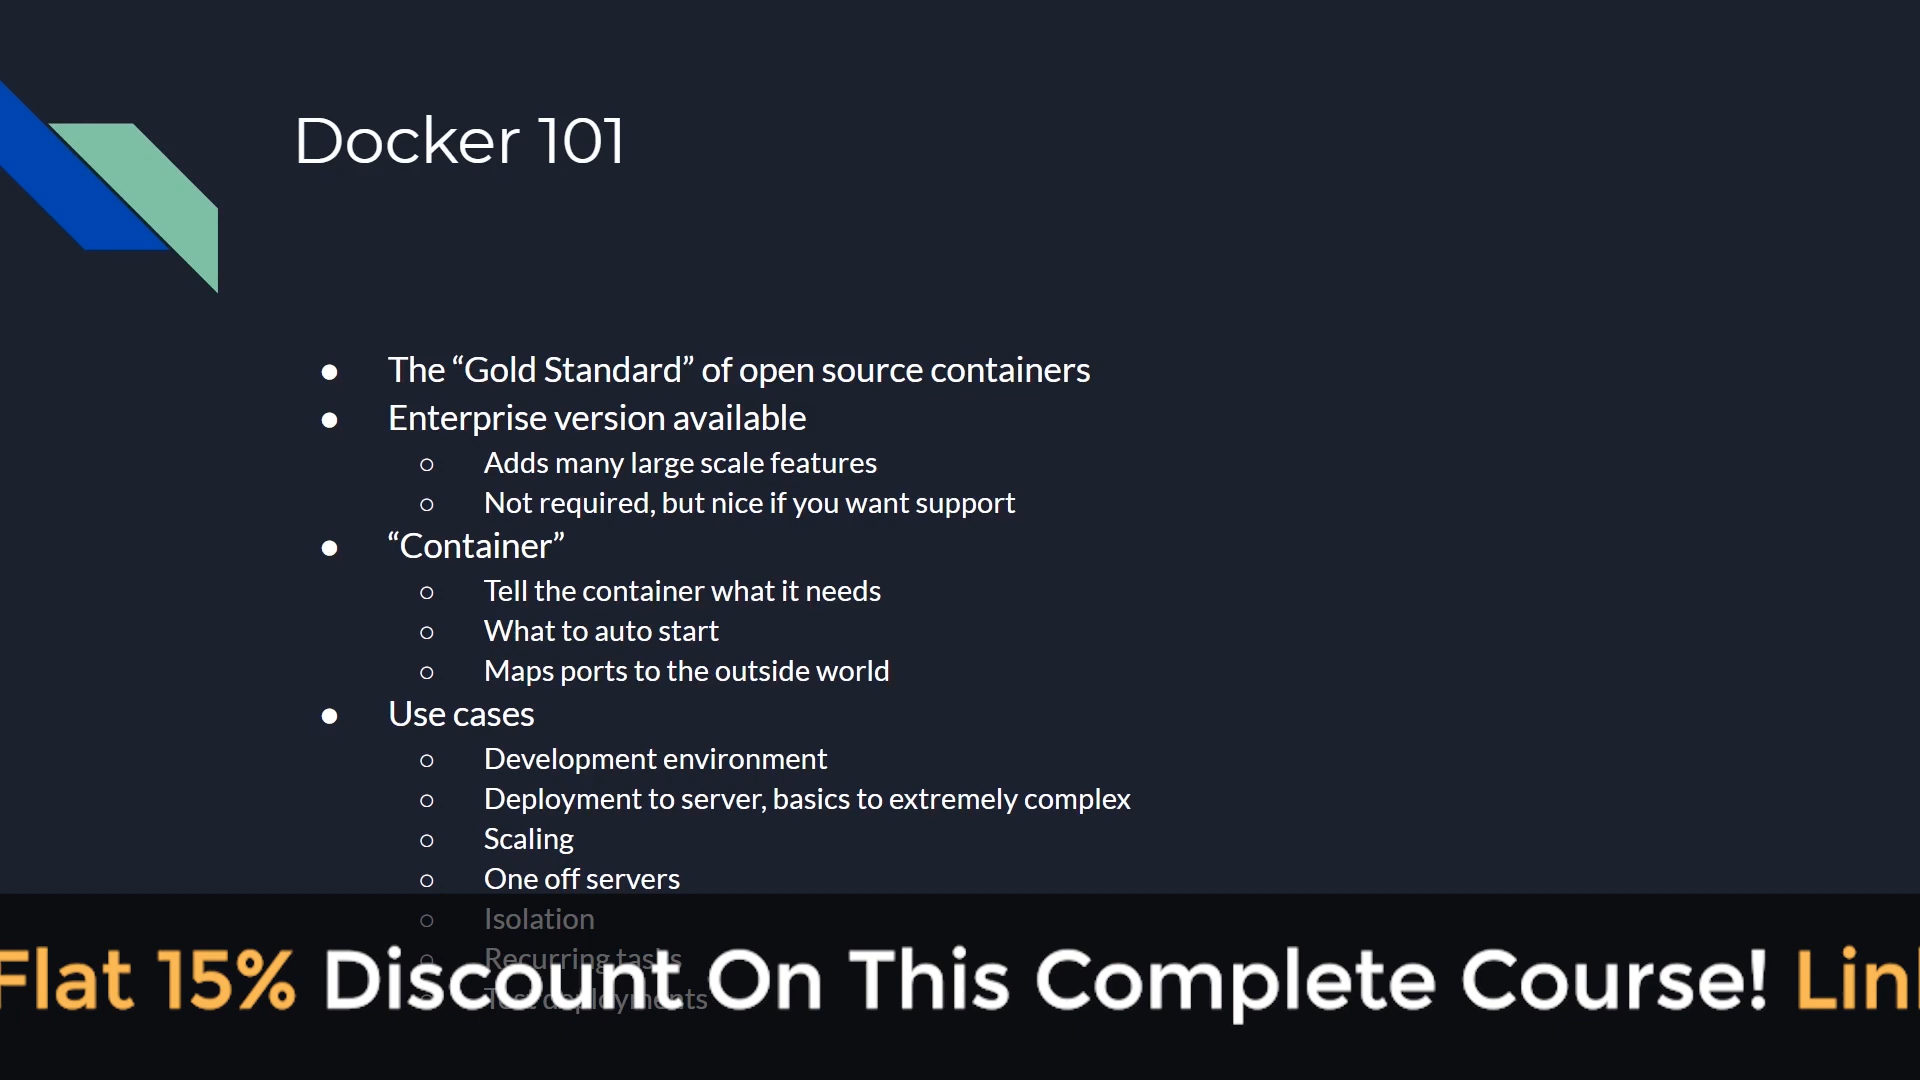 Docker 101
● The “Gold Standard” of open source containers
● Enterprise version available
○ Adds many large scale features
○ Not required, but nice if you want support
● “Container”
○ Tell the container what it needs
○ What to auto start
○ Maps ports to the outside world
● Use cases
○ Development environment
○ Deployment to server, basics to extremely complex
○ Scaling
○ One off servers
○ Isolation
○ Recurring tasks
○ Test deployments
Flat 15% Discount On This Complete Course! Lin